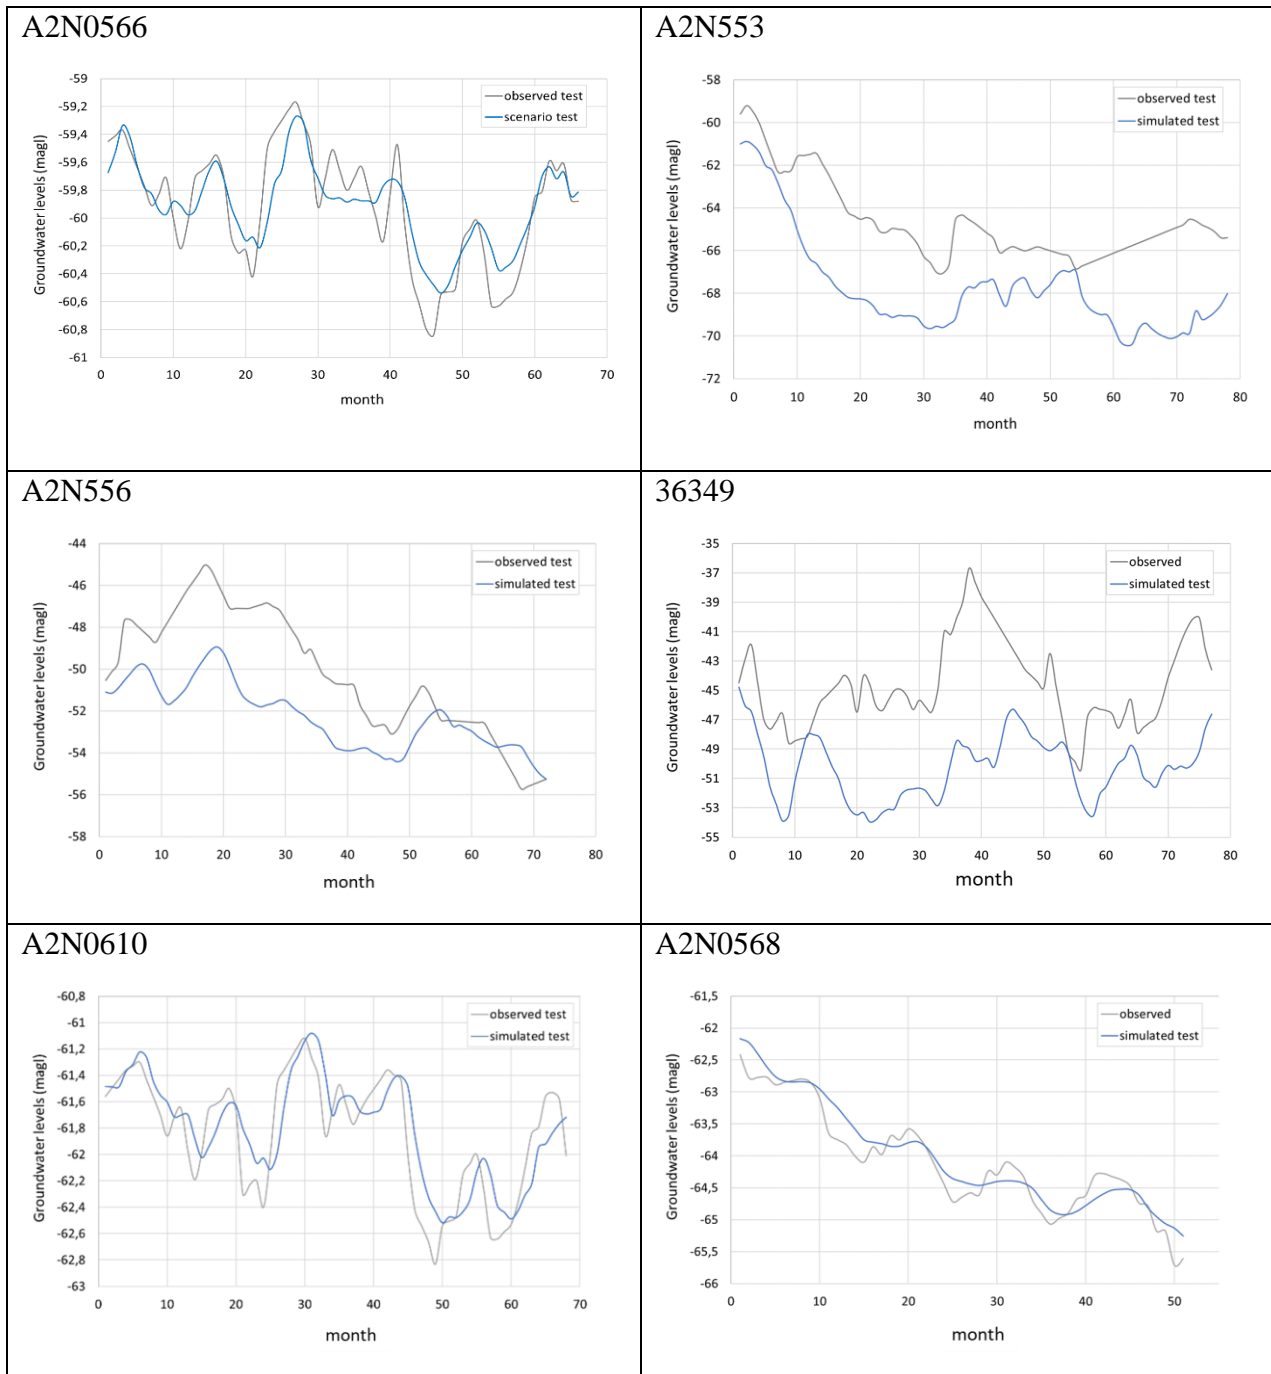 A2N0566
-59
-59,2
-59,4
-59,6
-59,8
-60
-60,2
-60,4
-60,6
-60,8
-61
Groundwater levels (magl)
observed test
scenario test
0 10 20 30 40 50 60 70
month
A2N553
-58
-60
-62
-64
-66
-68
-70
-72
Groundwater levels (magl)
observed test
simulated test
0 10 20 30 40 50 60 70 80
month
A2N556
-44
-46
-48
-50
-52
-54
-56
-58
Groundwater levels (magl)
observed test
simulated test
0 10 20 30 40 50 60 70 80
month
36349
-35
-37
-39
-41
-43
-45
-47
-49
-51
-53
-55
Groundwater levels (magl)
observed
simulated test
0 10 20 30 40 50 60 70 80
month
A2N0610
-60,8
-61
-61,2
-61,4
-61,6
-61,8
-62
-62,2
-62,4
-62,6
-62,8
-63
Groundwater levels (magl)
observed test
simulated test
0 10 20 30 40 50 60 70
month
A2N0568
-61,5
-62
-62,5
-63
-63,5
-64
-64,5
-65
-65,5
-66
Groundwater levels (magl)
observed
simulated test
0 10 20 30 40 50
month